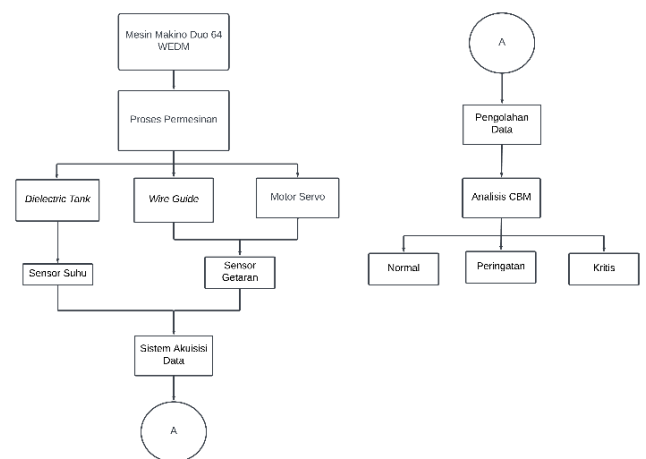 Mesin Makino Duo 64
WEDM
Proses Permesinan
Dielectric Tank
Wire Guide
Motor Servo
Sensor Suhu
Sensor
Getaran
Sistem Akuisisi
Data
A
A
Pengolahan
Data
Analisis CBM
Normal
Peringatan
Kritis